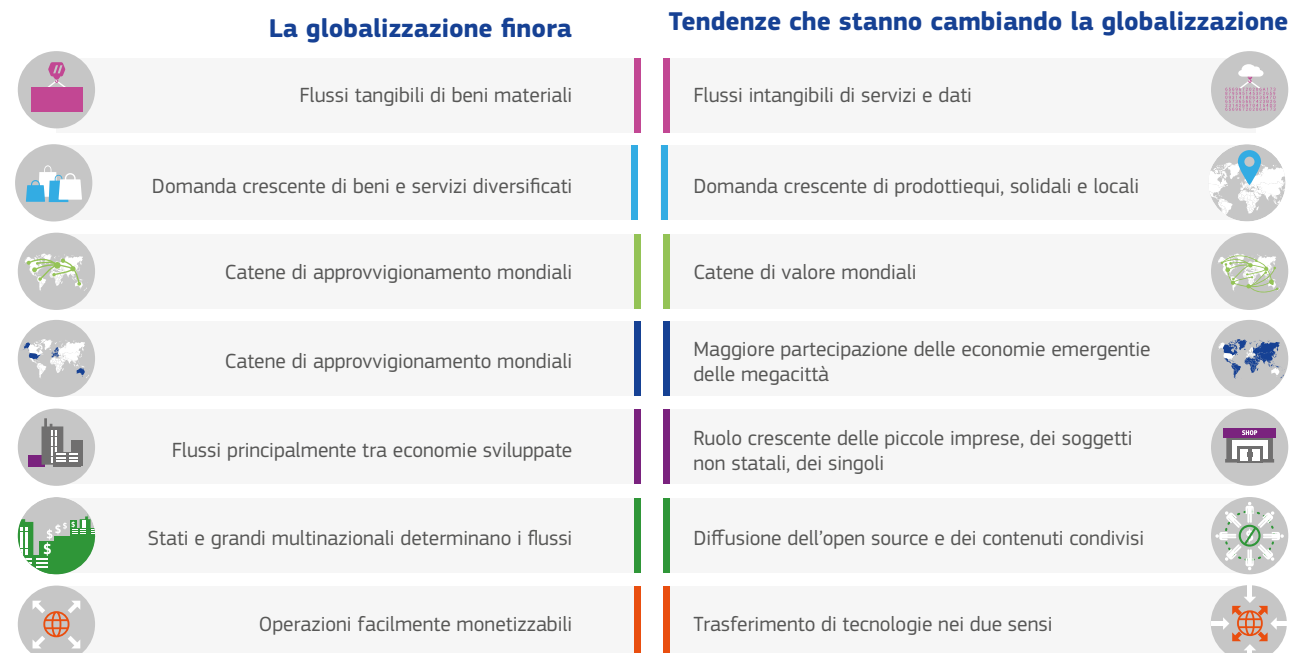 La globalizzazione finora
Tendenze che stanno cambiando la globalizzazione
Flussi tangibili di beni materiali
Flussi intangibili di servizi e dati
Domanda crescente di beni e servizi diversificati
Domanda crescente di prodottiequi, solidali e locali
Catene di approvvigionamento mondiali
Catene di valore mondiali
Catene di approvvigionamento mondiali
Maggiore partecipazione delle economie emergentie
delle megacittà
Flussi principalmente tra economie sviluppate
Ruolo crescente delle piccole imprese, dei soggetti
non statali, dei singoli
SHOP
Stati e grandi multinazionali determinano i flussi
$ $ $ $
$
Diffusione dell'open source e dei contenuti condivisi
Operazioni facilmente monetizzabili
Trasferimento di tecnologie nei due sensi